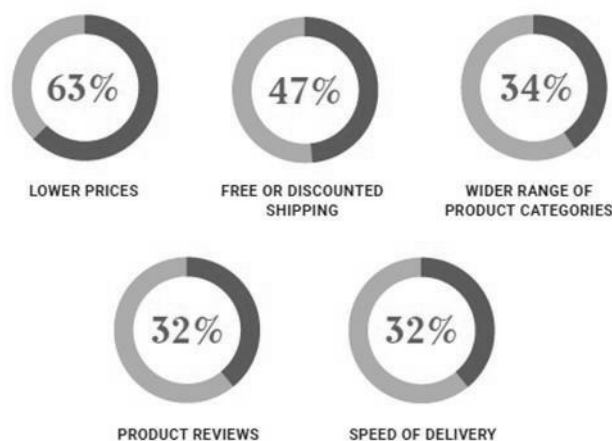 63%
47%
34%
LOWER PRICES
FREE OR DISCOUNTED
SHIPPING
WIDER RANGE OF
PRODUCT CATEGORIES
32%
32%
PRODUCT REVIEWS
SPEED OF DELIVERY